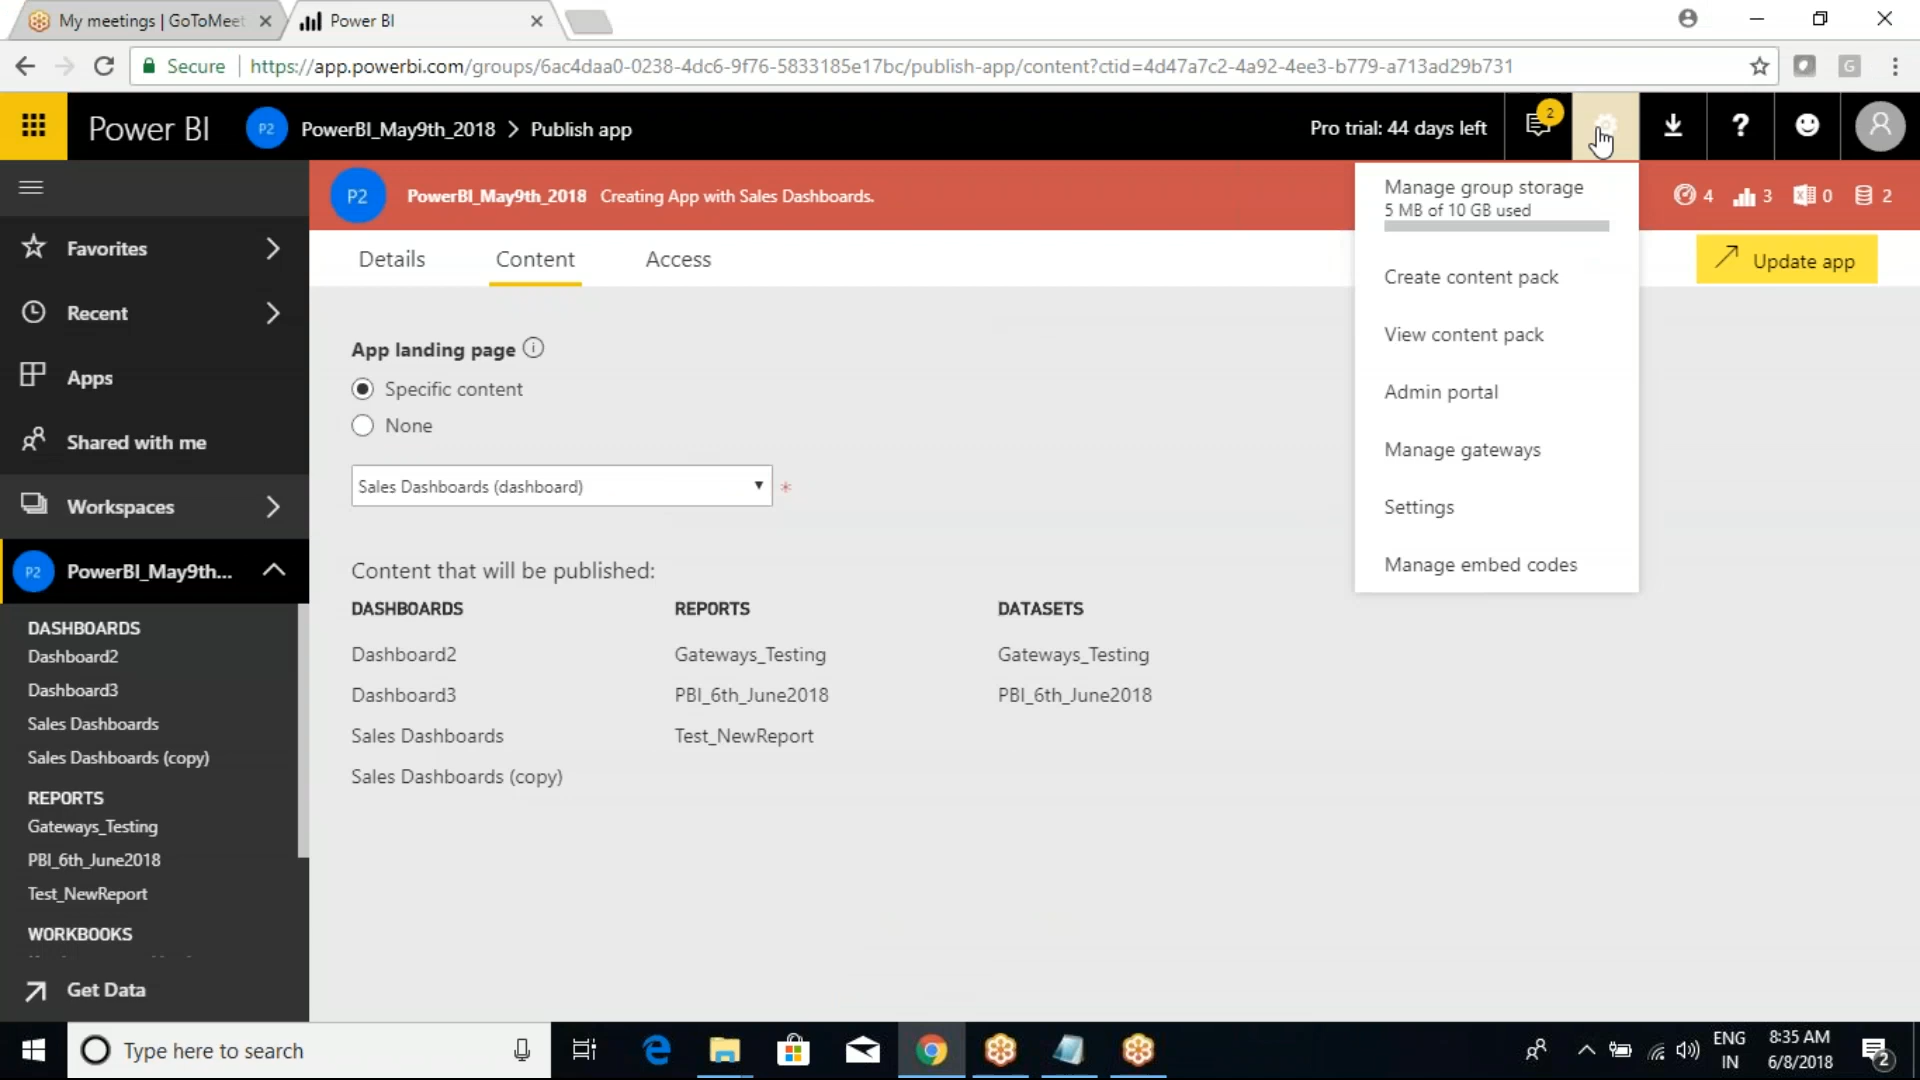 My meetings | GoToMeet
Power BI
Secure
https://app.powerbi.com/groups/6ac4daa0-0238-4dc6-9f76-5833185e17bc/publish-app/content?ctid=4d47a7c2-4a92-4ee3-b779-a713ad29b731
G
Power BI
P2
PowerBI_May9th_2018 > Publish app
Pro trial: 44 days left
2
?
P2
PowerBI_May9th_2018 Creating App with Sales Dashboards.
4
3
0
2
Favorites
Recent
Apps
Shared with me
Workspaces
P2
PowerBI_May9th...
DASHBOARDS
Dashboard2
Dashboard3
Sales Dashboards
Sales Dashboards (copy)
REPORTS
Gateways_Testing
PBI_6th_June2018
Test_NewReport
WORKBOOKS
Get Data
Details
Content
Access
Update app
App landing page
Specific content
None
Sales Dashboards (dashboard)
*
Content that will be published:
DASHBOARDS
Dashboard2
Dashboard3
Sales Dashboards
Sales Dashboards (copy)
REPORTS
Gateways_Testing
PBI_6th_June2018
Test_NewReport
DATASETS
Gateways_Testing
PBI_6th_June2018
Manage group storage
5 MB of 10 GB used
Create content pack
View content pack
Admin portal
Manage gateways
Settings
Manage embed codes
Type here to search
ENG
IN
8:35 AM
6/8/2018
2